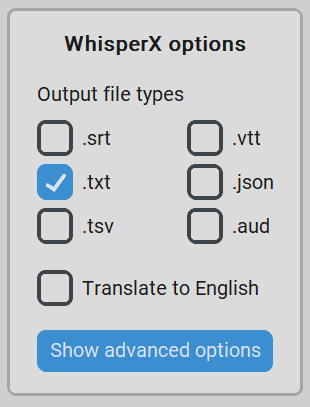 WhisperX options
Output file types
.srt .vtt
.txt .json
.tsv .aud
Translate to English
Show advanced options